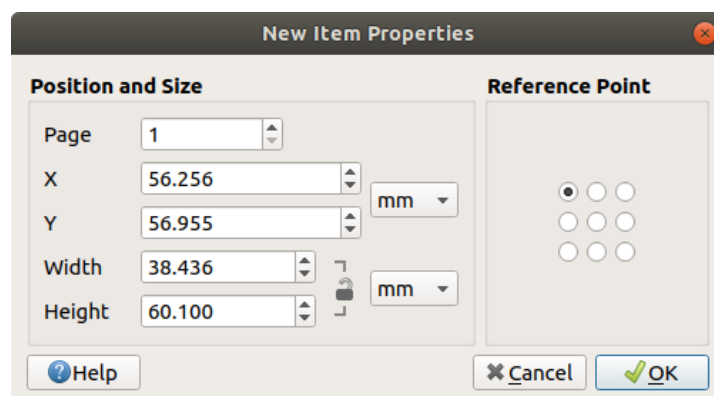 New Item Properties
Position and Size
Reference Point
Page 1
X 56.256
mm
Y 56.955
Width 38.436
mm
Height 60.100
Help
Cancel
OK